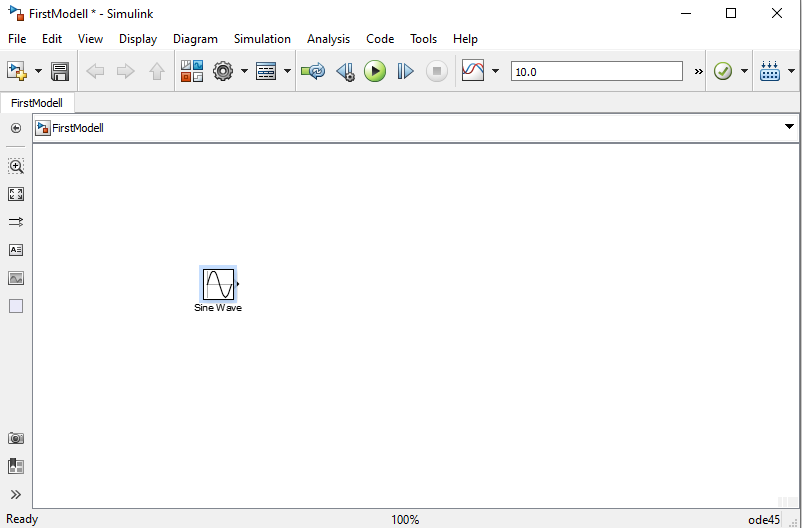 FirstModell * - Simulink
File Edit View Display Diagram Simulation Analysis Code Tools Help
10.0 »
FirstModell
FirstModell
A≡
Sine Wave
»
Ready 100% ode45